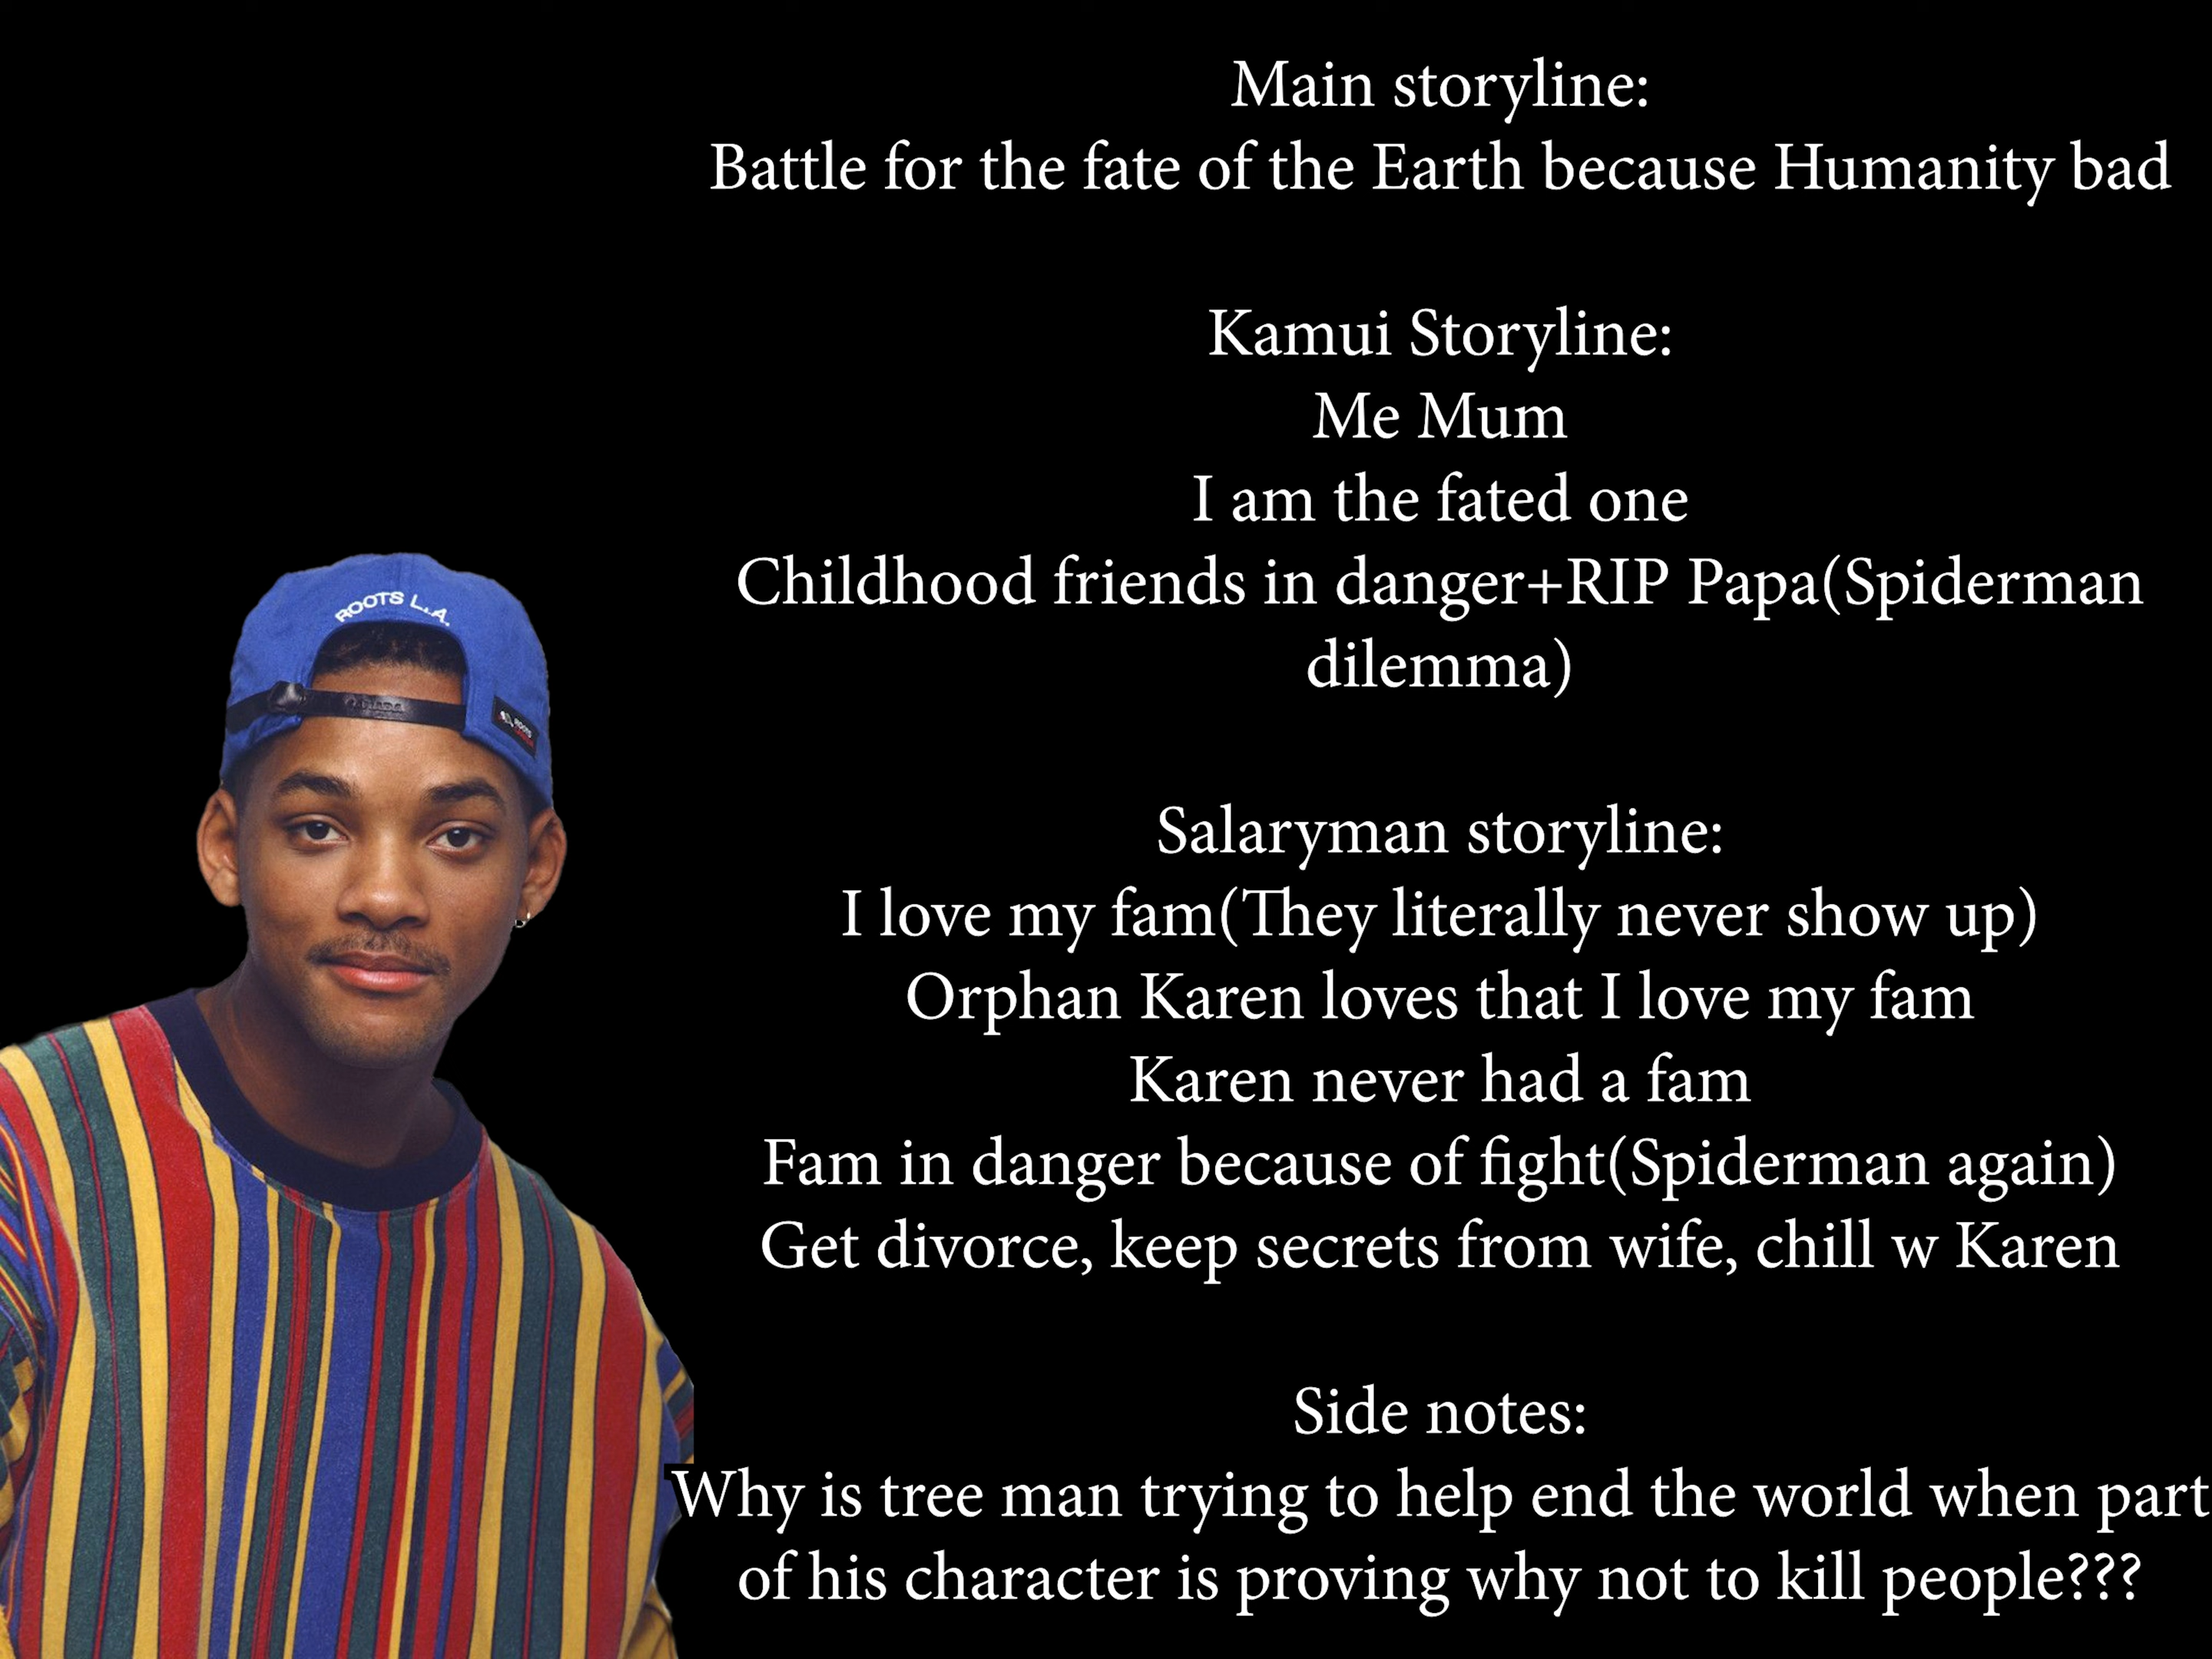 Main storyline:
Battle for the fate of the Earth because Humanity bad
Kamui Storyline:
Me Mum
I am the fated one
Childhood friends in danger+RIP Papa(Spiderman
dilemma)
ROOTS L.A.
CANADA
ROOTS
Salaryman storyline:
I love my fam(They literally never show up)
Orphan Karen loves that I love my fam
Karen never had a fam
Fam in danger because of fight(Spiderman again)
Get divorce, keep secrets from wife, chill w Karen
Side notes:
Why is tree man trying to help end the world when part
of his character is proving why not to kill people???